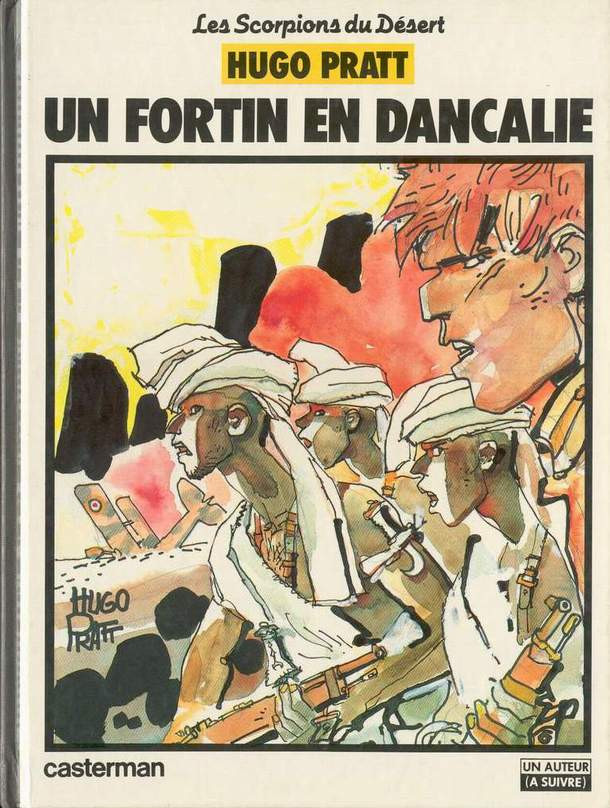 Les Scorpions du Désert
HUGO PRATT
UN FORTIN EN DANCALIE
HUGO
PRATT
casterman
UN AUTEUR
(A SUIVRE)